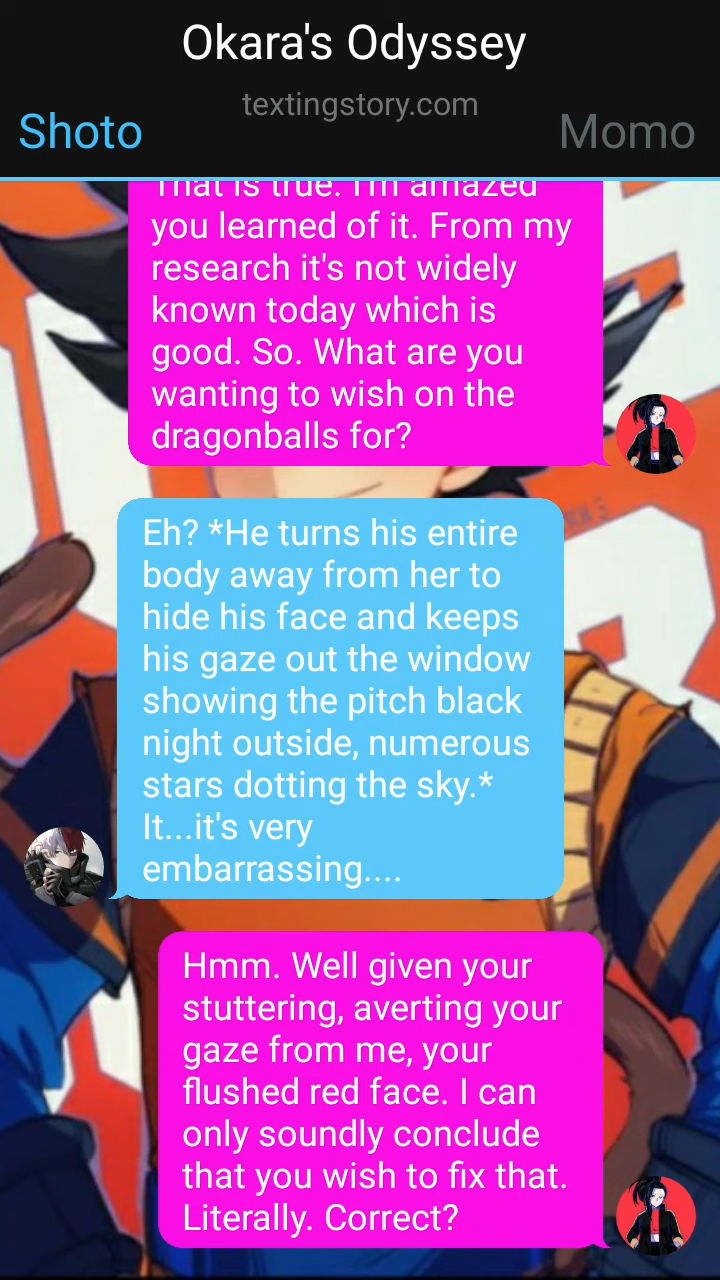 Okara's Odyssey
textingstory.com
Shoto
Momo
That is true. I'm amazed
you learned of it. From my
research it's not widely
known today which is
good. So. What are you
wanting to wish on the
dragonballs for?
Eh? *He turns his entire
body away from her to
hide his face and keeps
his gaze out the window
showing the pitch black
night outside, numerous
stars dotting the sky.*
It...it's very
embarrassing....
Hmm. Well given your
stuttering, averting your
gaze from me, your
flushed red face. I can
only soundly conclude
that you wish to fix that.
Literally. Correct?